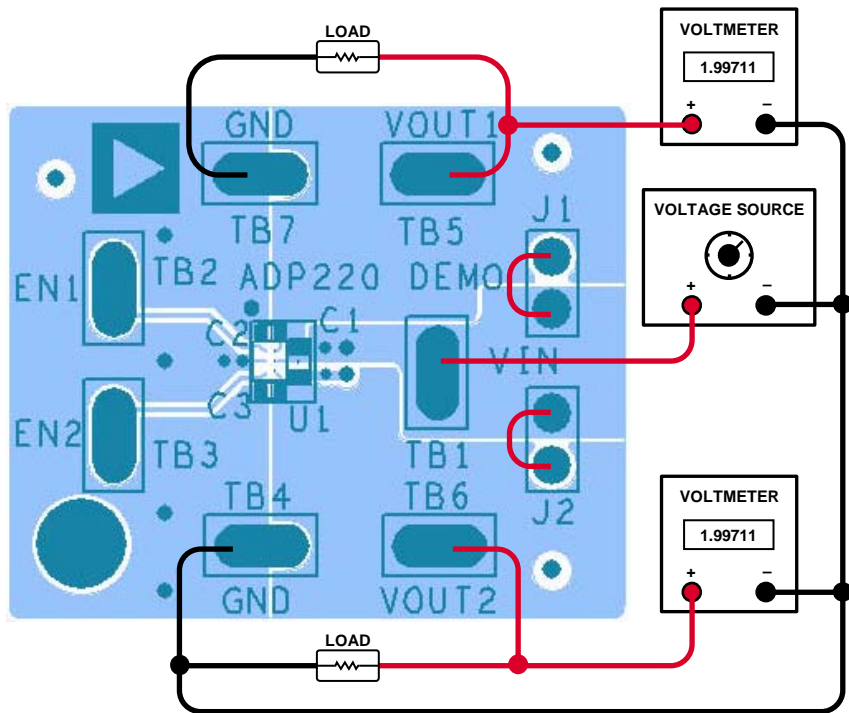 LOAD
VOLTMETER
1.99711
+ −
GND VOUT1
TB7 TB5 J1
VOLTAGE SOURCE
+ −
EN1 TB2 ADP220 DEMO
C2 C1
VIN
C3 U1
EN2 TB3 TB1
TB4 TB6 J2
VOLTMETER
1.99711
+ −
GND VOUT2
LOAD